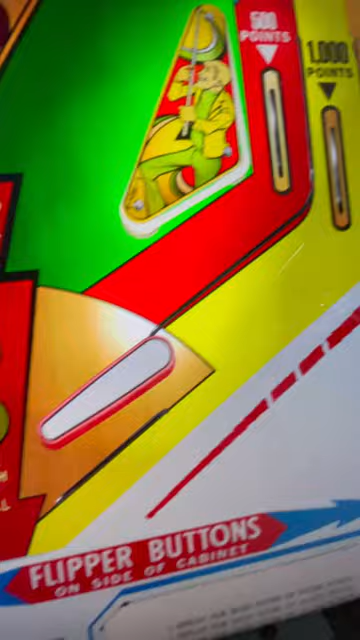 500
POINTS
1,000
POINTS
FLIPPER BUTTONS
ON SIDE OF CABINET